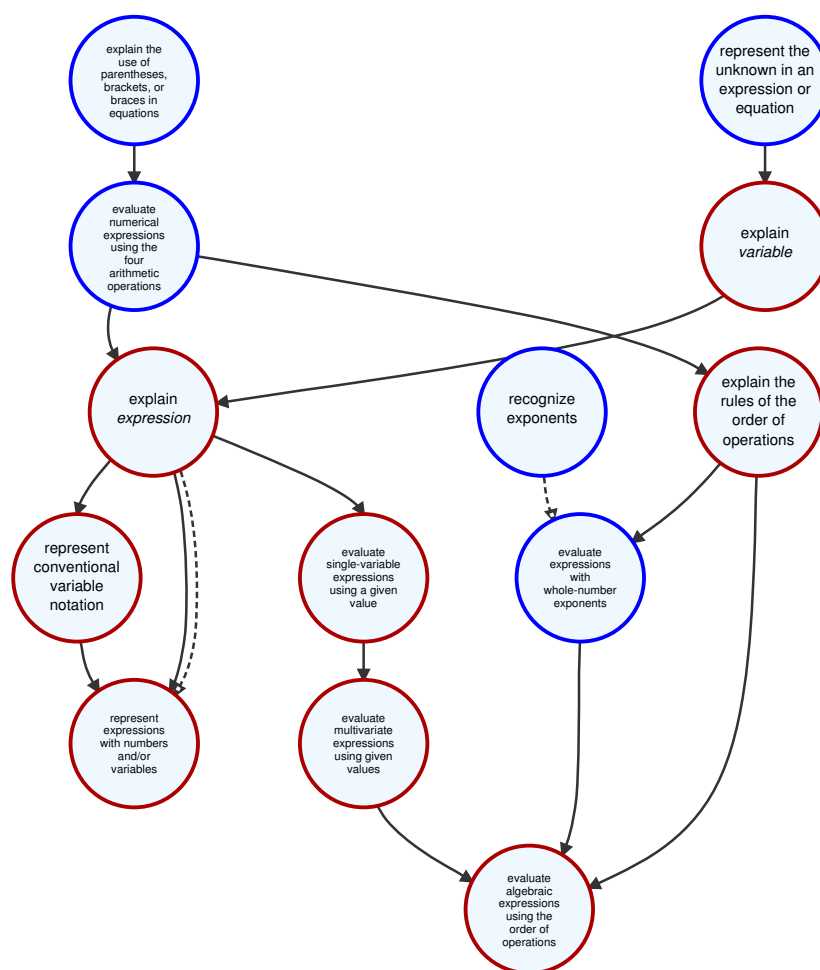 explain the
use of
parentheses,
brackets, or
braces in
equations
represent the
unknown in an
expression or
equation
evaluate
numerical
expressions
using the
four
arithmetic
operations
explain
variable
explain
expression
recognize
exponents
explain the
rules of the
order of
operations
represent
conventional
variable
notation
evaluate
single-variable
expressions
using a given
value
evaluate
expressions
with
whole-number
exponents
represent
expressions
with numbers
and/or
variables
evaluate
multivariate
expressions
using given
values
evaluate
algebraic
expressions
using the
order of
operations